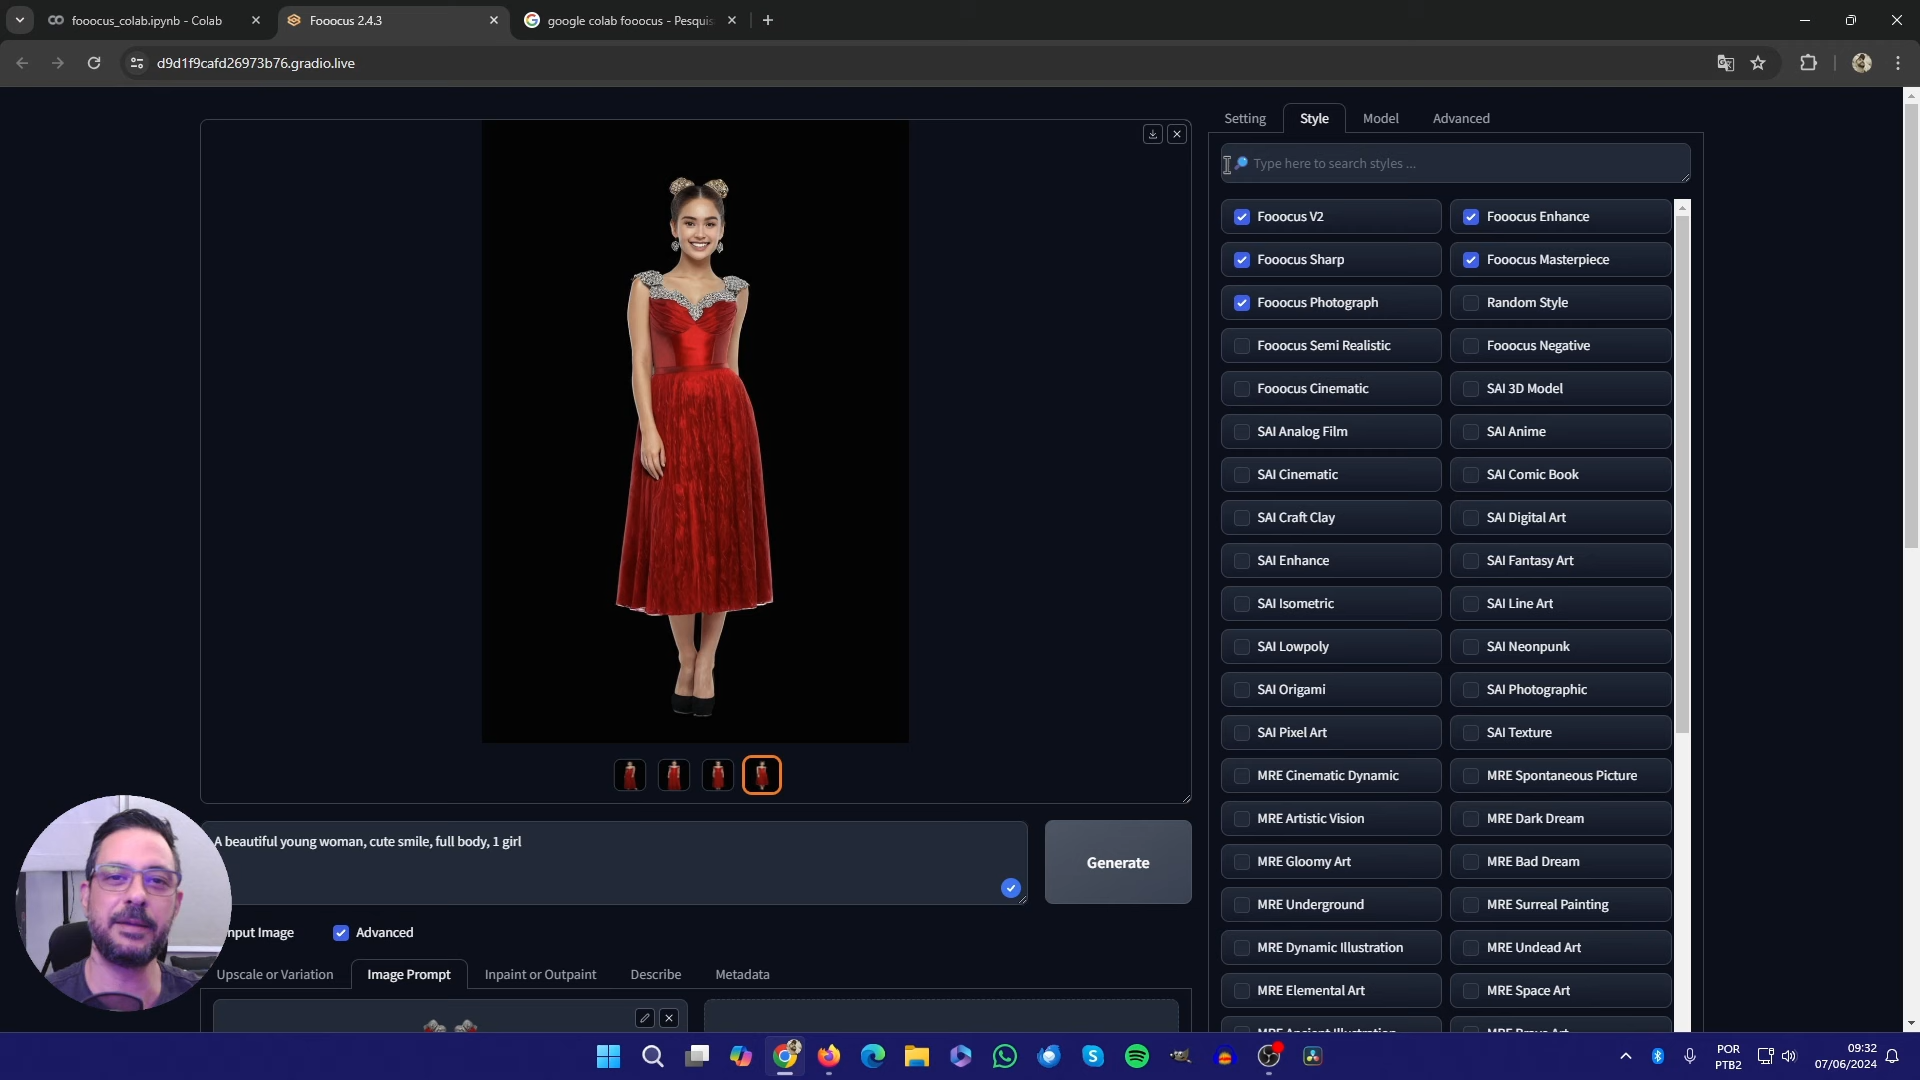 fooocus_colab.ipynb - Colab
Fooocus 2.4.3
google colab fooocus - Pesquis
d9d1f9cafd26973b76.gradio.live
Setting
Style
Model
Advanced
Type here to search styles ...
Fooocus V2
Fooocus Enhance
Fooocus Sharp
Fooocus Masterpiece
Fooocus Photograph
Random Style
Fooocus Semi Realistic
Fooocus Negative
Fooocus Cinematic
SAI 3D Model
SAI Analog Film
SAI Anime
SAI Cinematic
SAI Comic Book
SAI Craft Clay
SAI Digital Art
SAI Enhance
SAI Fantasy Art
SAI Isometric
SAI Line Art
SAI Lowpoly
SAI Neonpunk
SAI Origami
SAI Photographic
SAI Pixel Art
SAI Texture
MRE Cinematic Dynamic
MRE Spontaneous Picture
MRE Artistic Vision
MRE Dark Dream
MRE Gloomy Art
MRE Bad Dream
MRE Underground
MRE Surreal Painting
MRE Dynamic Illustration
MRE Undead Art
MRE Elemental Art
MRE Space Art
A beautiful young woman, cute smile, full body, 1 girl
Generate
nput Image
Advanced
Upscale or Variation
Image Prompt
Inpaint or Outpaint
Describe
Metadata
POR
PTB2
09:32
07/06/2024